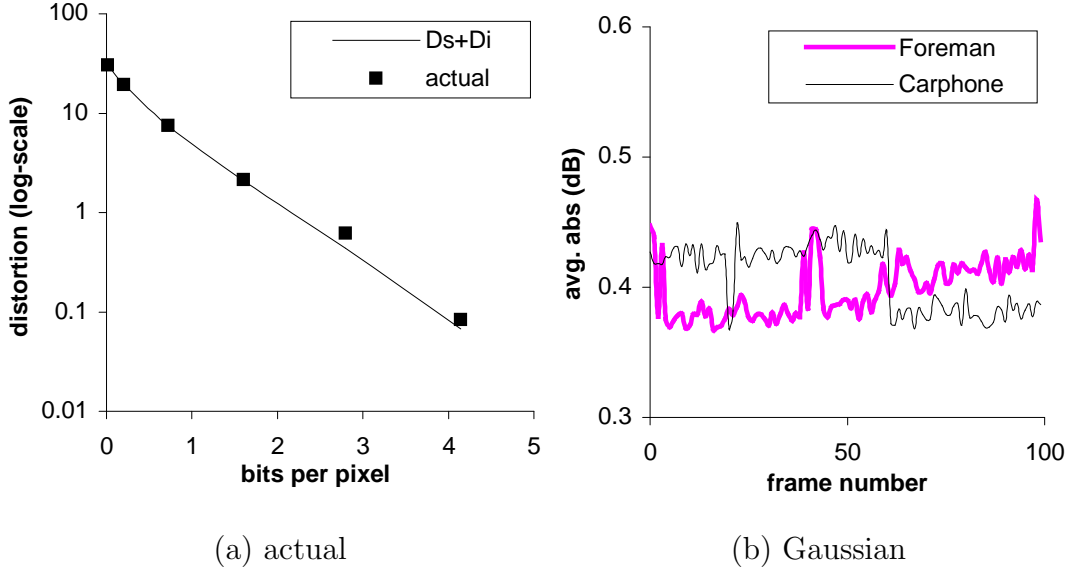 100
10
1
0.1
0.01
distortion (log-scale)
Ds+Di
actual
0 1 2 3 4 5
bits per pixel
(a) actual
0.6
0.5
0.4
0.3
avg. abs (dB)
Foreman
Carphone
0 50 100
frame number
(b) Gaussian